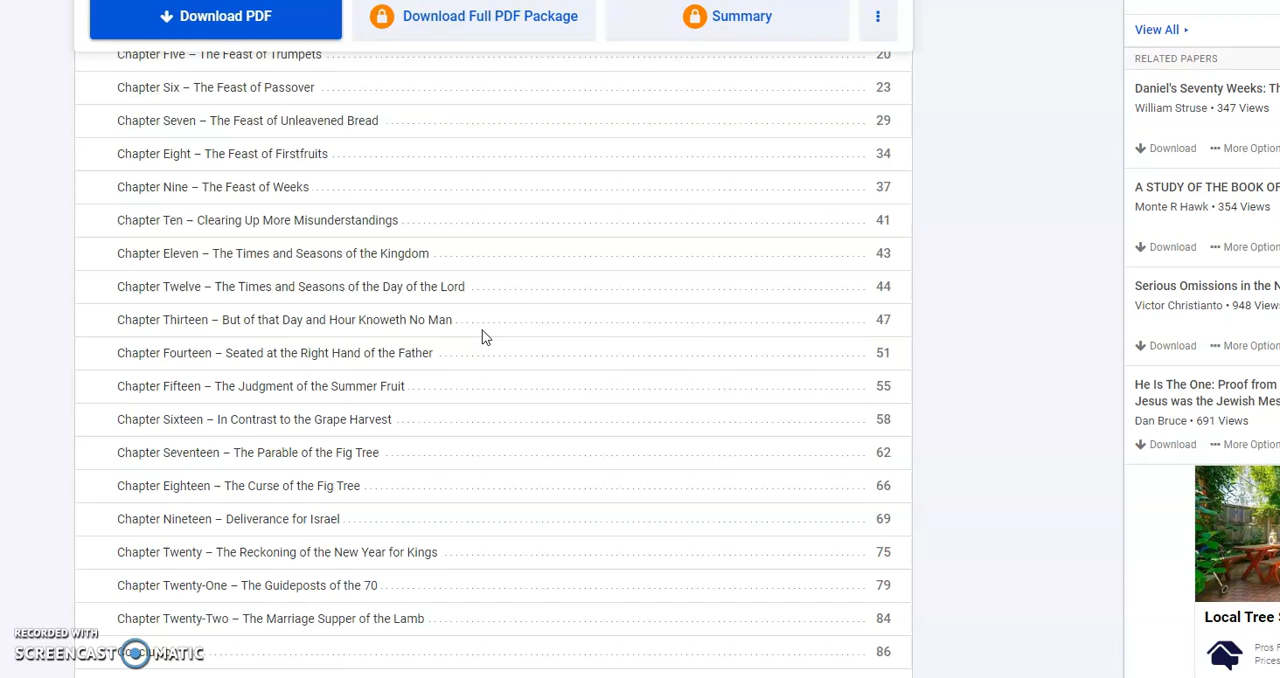 Download PDF
Download Full PDF Package
Summary
Chapter Five – The Feast of Trumpets 20
Chapter Six – The Feast of Passover 23
Chapter Seven – The Feast of Unleavened Bread 29
Chapter Eight – The Feast of Firstfruits 34
Chapter Nine – The Feast of Weeks 37
Chapter Ten – Clearing Up More Misunderstandings 41
Chapter Eleven – The Times and Seasons of the Kingdom 43
Chapter Twelve – The Times and Seasons of the Day of the Lord 44
Chapter Thirteen – But of that Day and Hour Knoweth No Man 47
Chapter Fourteen – Seated at the Right Hand of the Father 51
Chapter Fifteen – The Judgment of the Summer Fruit 55
Chapter Sixteen – In Contrast to the Grape Harvest 58
Chapter Seventeen – The Parable of the Fig Tree 62
Chapter Eighteen – The Curse of the Fig Tree 66
Chapter Nineteen – Deliverance for Israel 69
Chapter Twenty – The Reckoning of the New Year for Kings 75
Chapter Twenty-One – The Guideposts of the 70 79
Chapter Twenty-Two – The Marriage Supper of the Lamb 84
86
RECORDED WITH
SCREENCAST-O-MATIC
View All
RELATED PAPERS
Daniel's Seventy Weeks: Th
William Struse • 347 Views
Download ••• More Option
A STUDY OF THE BOOK OF
Monte R Hawk • 354 Views
Download ••• More Option
Serious Omissions in the N
Victor Christianto • 948 Views
Download ••• More Option
He Is The One: Proof from
Jesus was the Jewish Mes
Dan Bruce • 691 Views
Download ••• More Option
Local Tree
Pros F
Prices